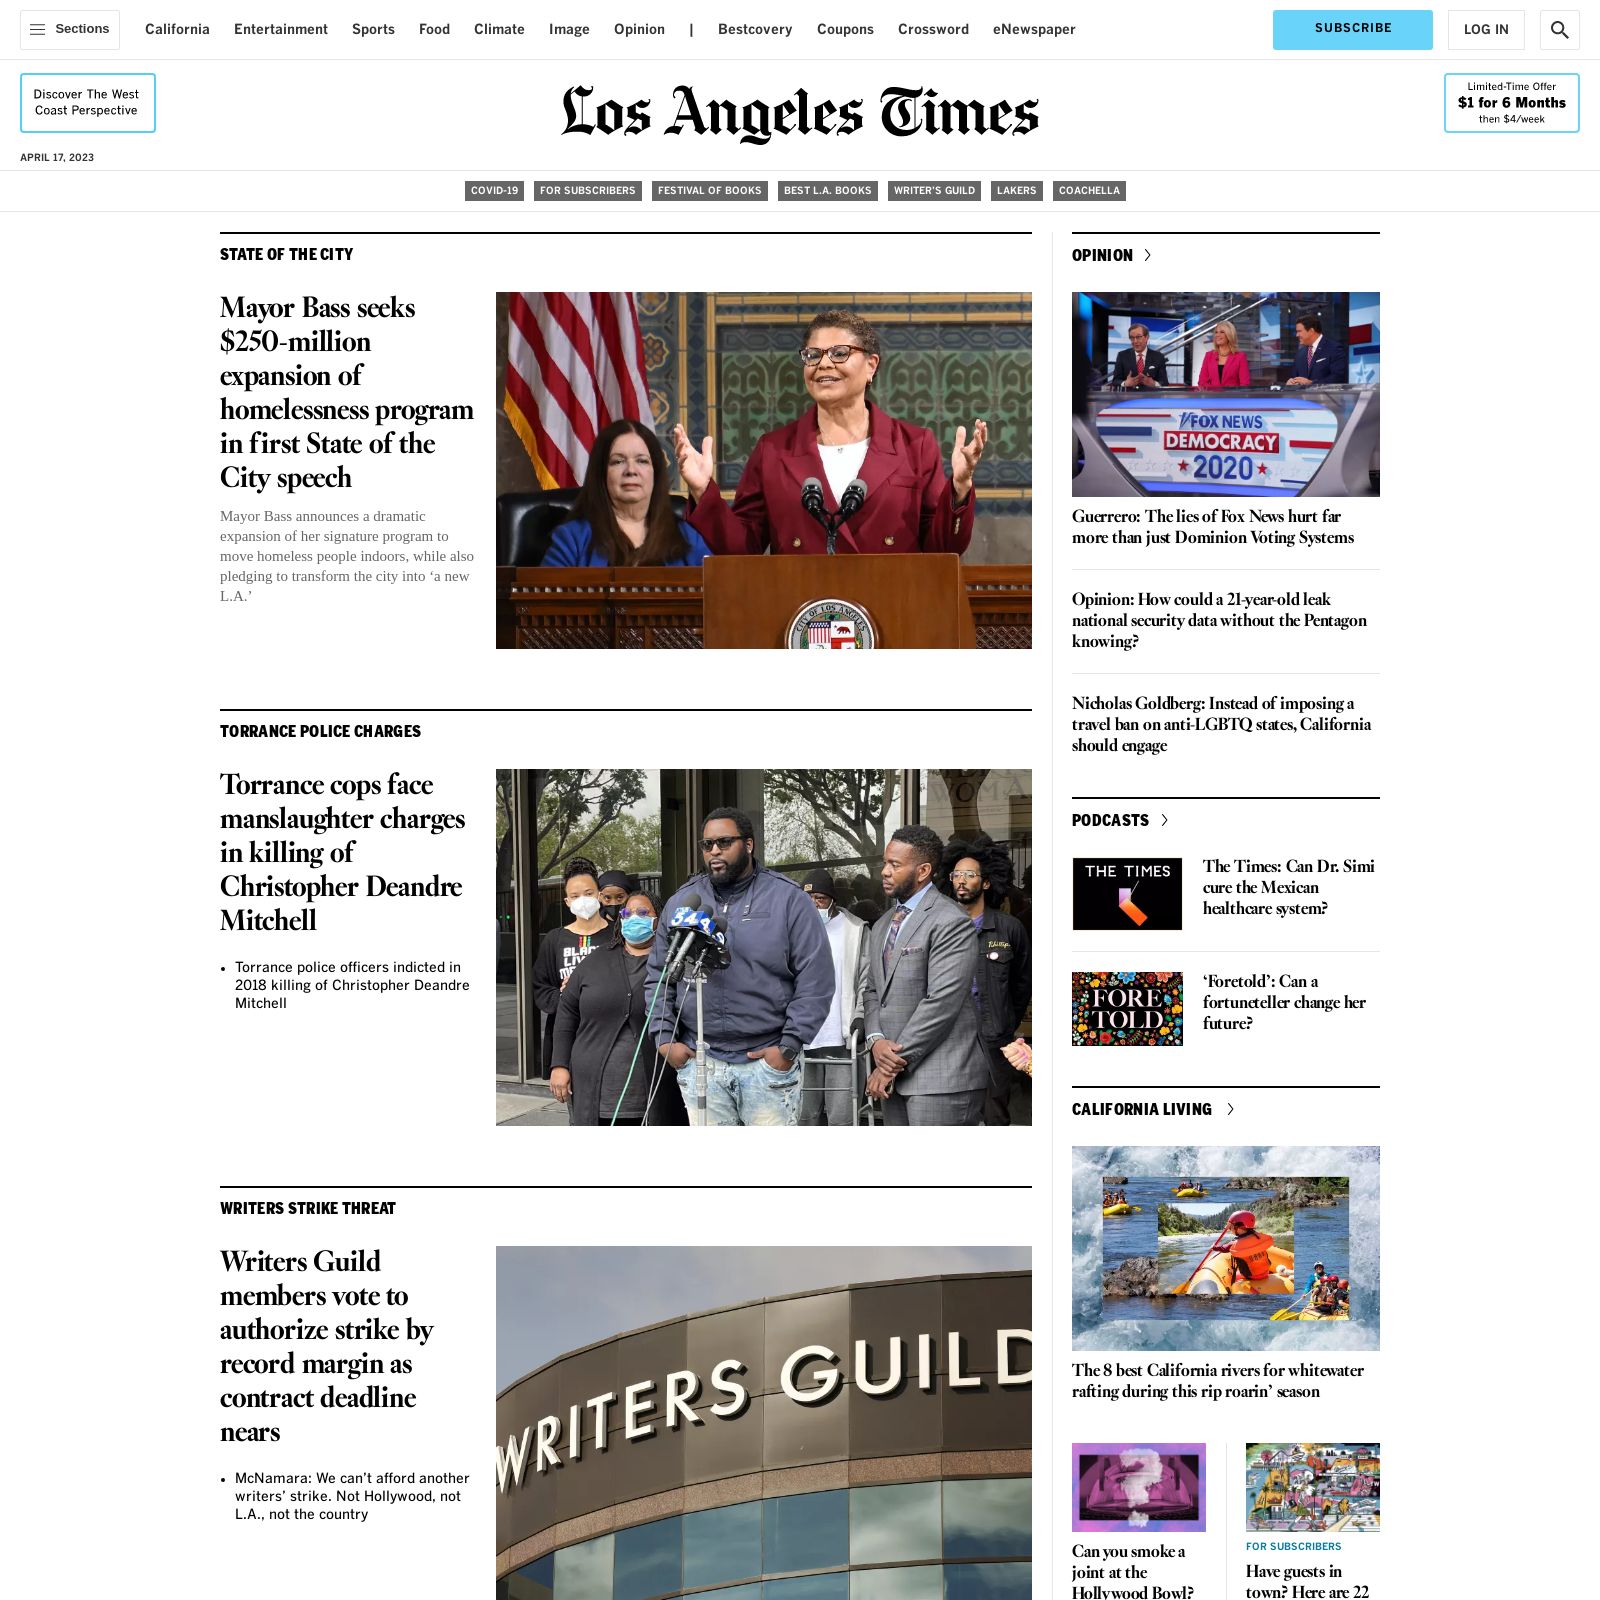 Sections
California
Entertainment
Sports
Food
Climate
Image
Opinion
|
Bestcovery
Coupons
Crossword
eNewspaper
SUBSCRIBE
LOG IN
Discover The West
Coast Perspective
Los Angeles Times
Limited-Time Offer
$1 for 6 Months
then $4/week
APRIL 17, 2023
COVID-19
FOR SUBSCRIBERS
FESTIVAL OF BOOKS
BEST L.A. BOOKS
WRITER'S GUILD
LAKERS
COACHELLA
STATE OF THE CITY
Mayor Bass seeks
$250-million
expansion of
homelessness program
in first State of the
City speech
Mayor Bass announces a dramatic
expansion of her signature program to
move homeless people indoors, while also
pledging to transform the city into ‘a new
L.A.’
CITY OF LOS ANGELES
TORRANCE POLICE CHARGES
Torrance cops face
manslaughter charges
in killing of
Christopher Deandre
Mitchell
• Torrance police officers indicted in
2018 killing of Christopher Deandre
Mitchell
WRITERS STRIKE THREAT
Writers Guild
members vote to
authorize strike by
record margin as
contract deadline
nears
• McNamara: We can’t afford another
writers’ strike. Not Hollywood, not
L.A., not the country
WRITERS GUILD
OPINION
FOX NEWS
DEMOCRACY
2020
Guerrero: The lies of Fox News hurt far
more than just Dominion Voting Systems
Opinion: How could a 21-year-old leak
national security data without the Pentagon
knowing?
Nicholas Goldberg: Instead of imposing a
travel ban on anti-LGBTQ states, California
should engage
PODCASTS
THE TIMES
The Times: Can Dr. Simi
cure the Mexican
healthcare system?
FORE
TOLD
‘Foretold’: Can a
fortuneteller change her
future?
CALIFORNIA LIVING
The 8 best California rivers for whitewater
rafting during this rip roarin’ season
Can you smoke a
joint at the
Hollywood Bowl?
FOR SUBSCRIBERS
Have guests in
town? Here are 22